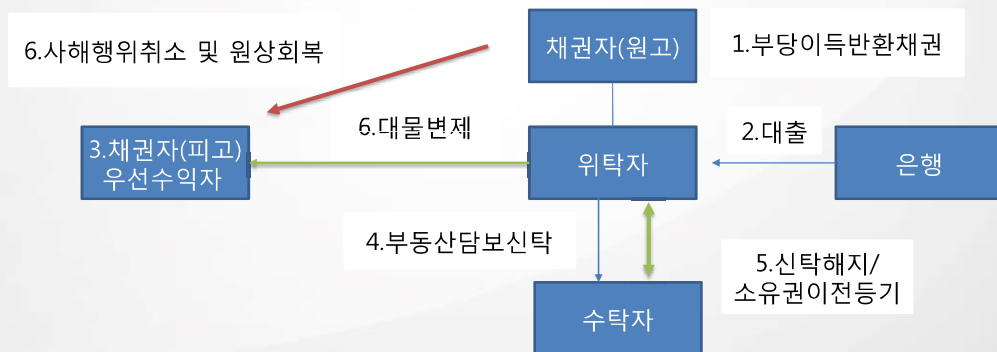 채권자(원고)
1.부당이득반환채권
6.사해행위취소 및 원상회복
6.대물변제
2.대출
3.채권자(피고)
우선수익자
위탁자
은행
4.부동산담보신탁
5.신탁해지/
소유권이전등기
수탁자